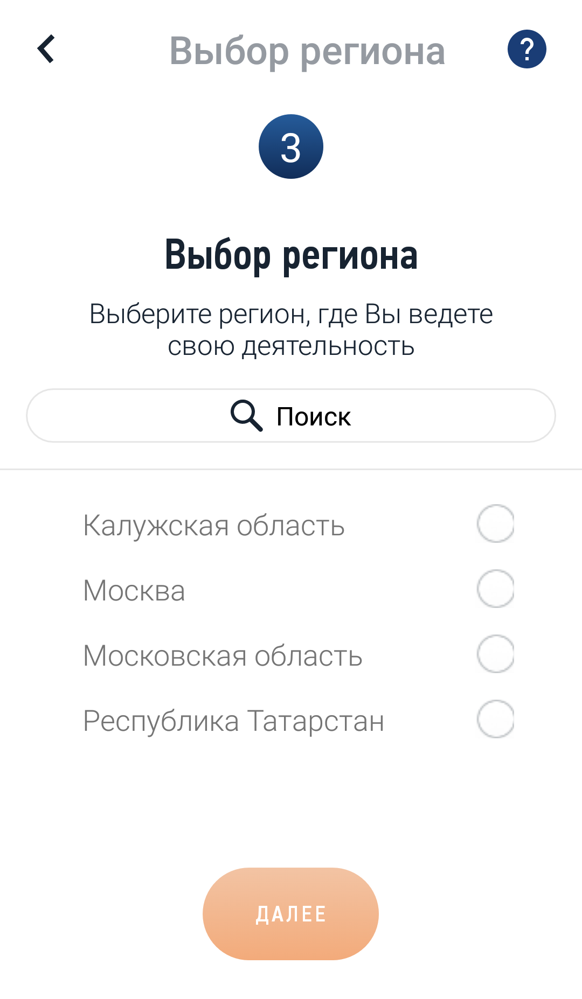 Выбор региона
?
3
Выбор региона
Выберите регион, где Вы ведете
свою деятельность
Поиск
Калужская область
Москва
Московская область
Республика Татарстан
ДАЛЕЕ